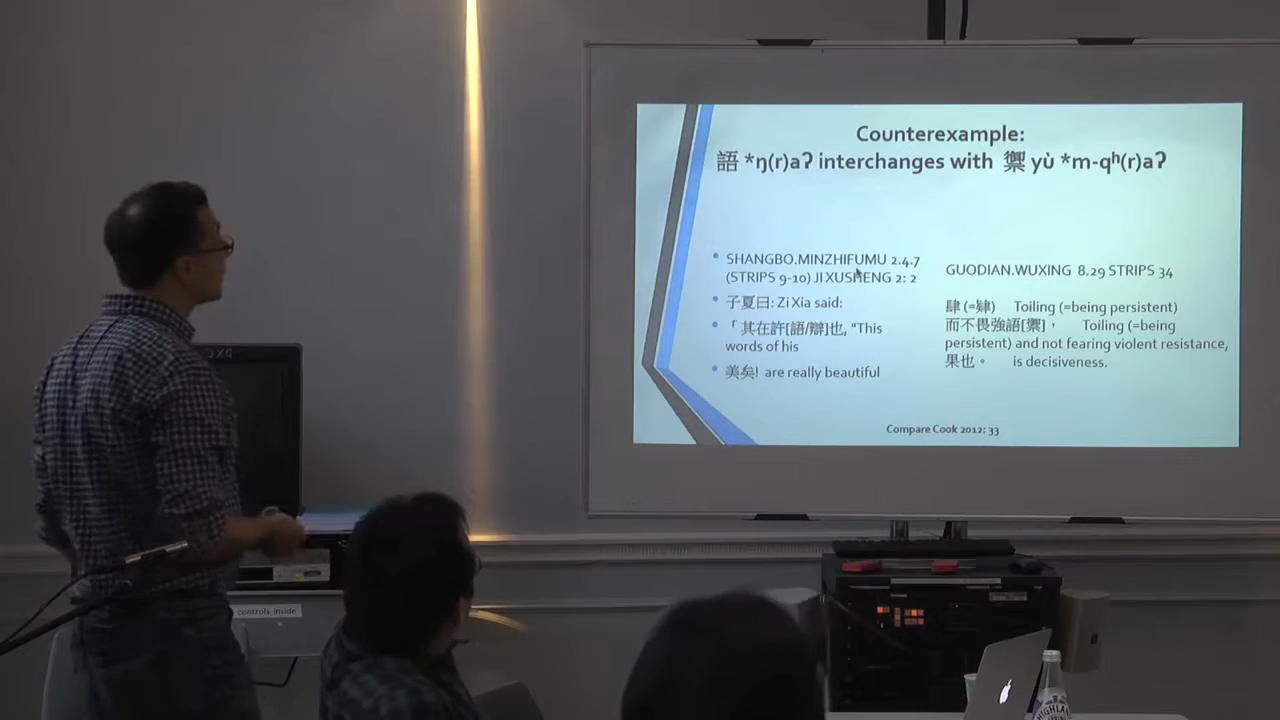 Counterexample:
語 *ŋ(r)aʔ interchanges with 禦 yù *m-qʰ(r)aʔ
SHANGBO.MINZHIFUMU 2.4.7
(STRIPS 9-10) JI XUSHENG 2: 2
子夏曰: Zi Xia said:
「其在許[語/辯]也, "This
words of his
美矣! are really beautiful
GUODIAN.WUXING 8.29 STRIPS 34
肆 (=肄) Toiling (=being persistent)
而不畏強語[禦]， Toiling (=being
persistent) and not fearing violent resistance,
果也。 is decisiveness.
Compare Cook 2012: 33
controls inside
HIGHLAND